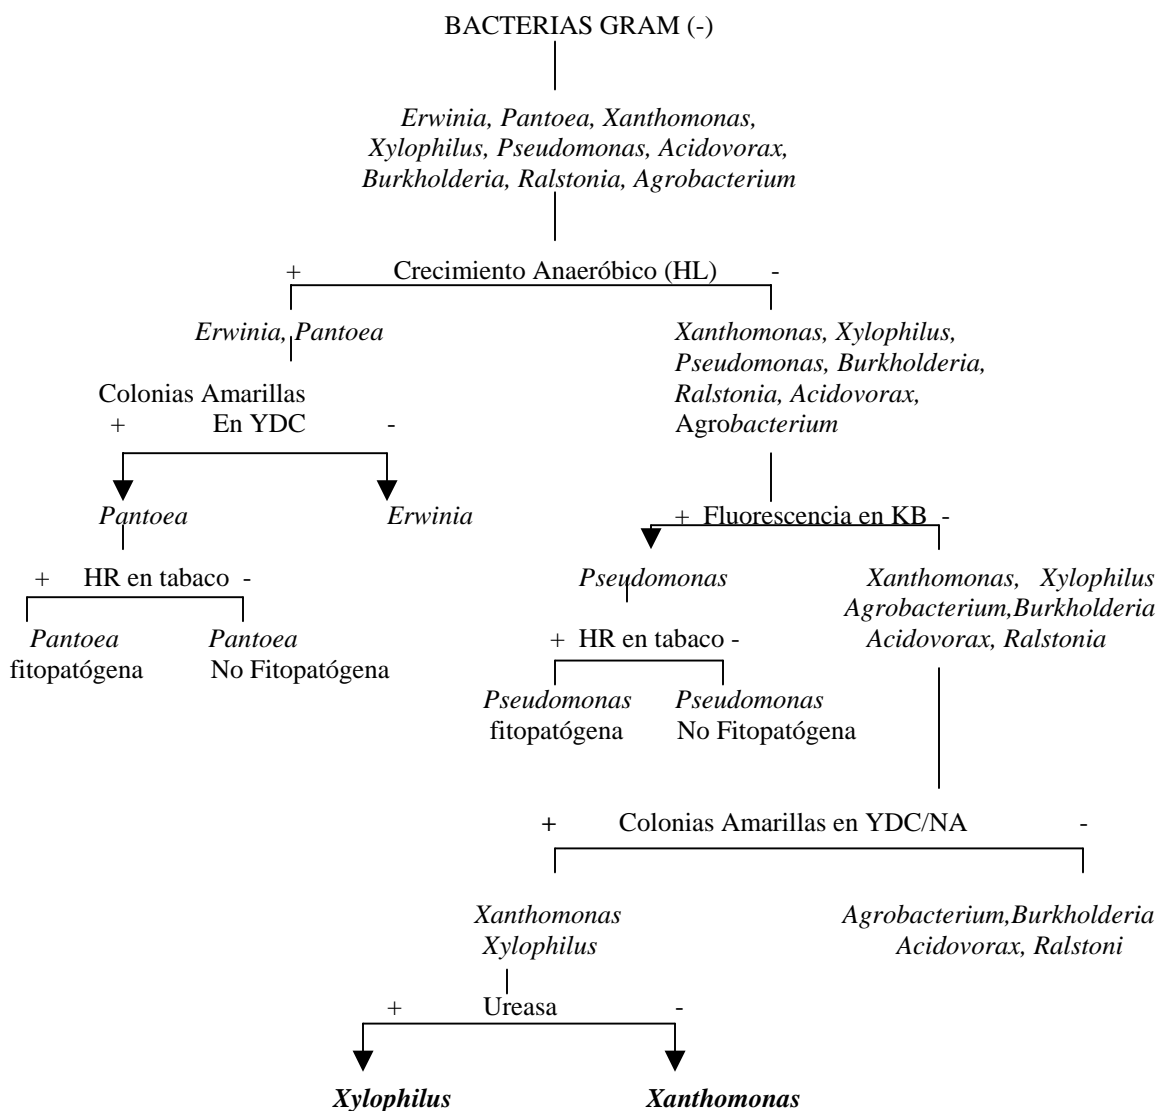 BACTERIAS GRAM (-)
Erwinia, Pantoea, Xanthomonas,
Xylophilus, Pseudomonas, Acidovorax,
Burkholderia, Ralstonia, Agrobacterium
+ Crecimiento Anaeróbico (HL) -
Erwinia, Pantoea
Xanthomonas, Xylophilus,
Pseudomonas, Burkholderia,
Ralstonia, Acidovorax,
Agrobacterium
Colonias Amarillas
+ En YDC -
Pantoea
Erwinia
+ Fluorescencia en KB -
+ HR en tabaco -
Pantoea
fitopatógena
Pantoea
No Fitopatógena
Pseudomonas
Xanthomonas, Xylophilus
Agrobacterium,Burkholderia
Acidovorax, Ralstonia
+ HR en tabaco -
Pseudomonas
fitopatógena
Pseudomonas
No Fitopatógena
+ Colonias Amarillas en YDC/NA -
Xanthomonas
Xylophilus
Agrobacterium,Burkholderia
Acidovorax, Ralstoni
+ Ureasa -
Xylophilus
Xanthomonas